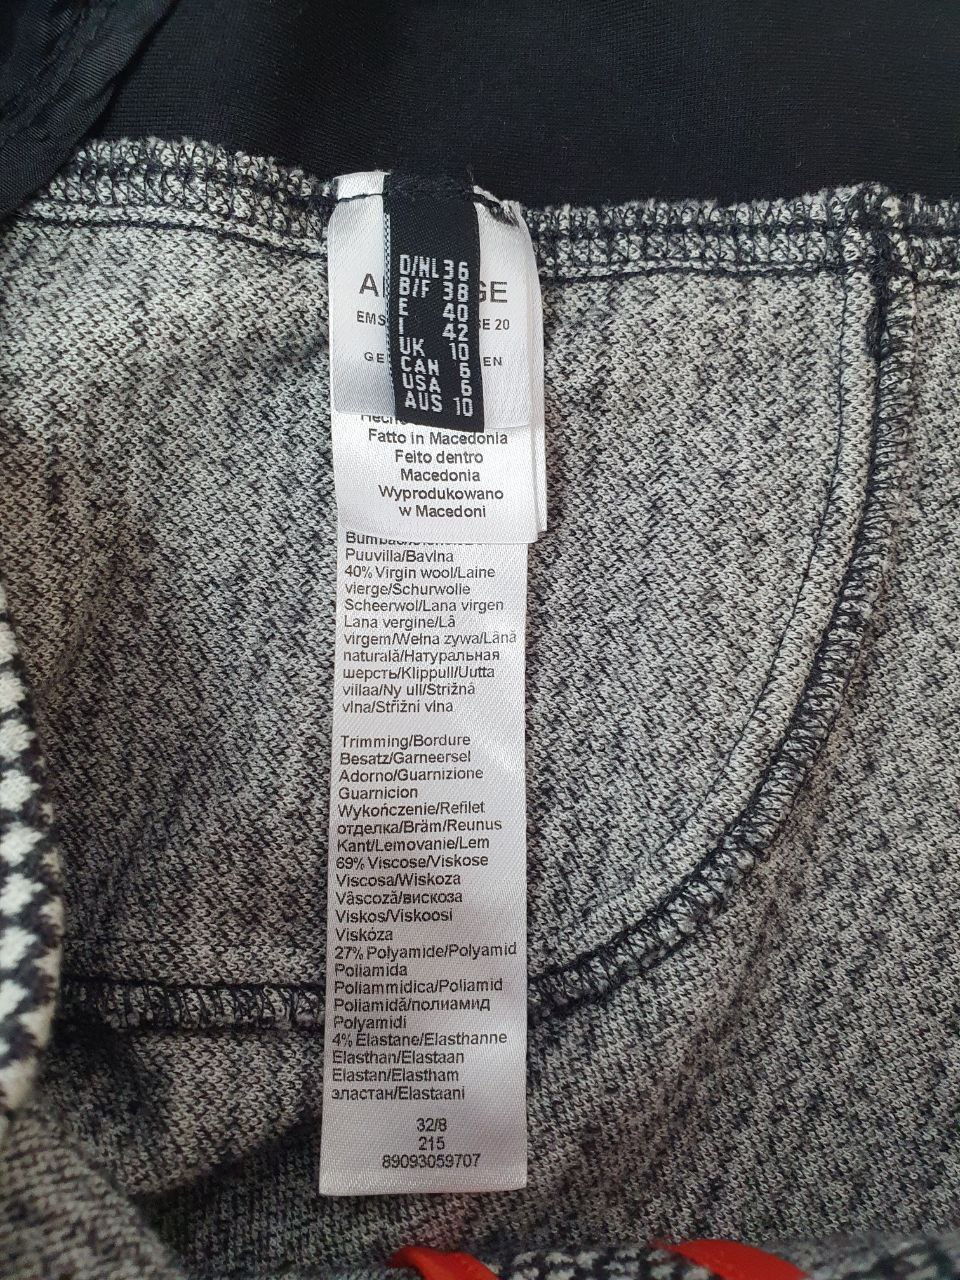 D/NL 36
B/F 38
E 40
I 42
UK 10
CAN 6
USA 6
AUS 10
GE
EMS
SE 20
GE
EN
Fatto in Macedonia
Feito dentro
Macedonia
Wyprodukowano
w Macedoni
Puuvilla/Bavlna
40% Virgin wool/Laine
vierge/Schurwolle
Scheerwol/Lana virgen
Lana vergine/Lã
virgem/Wełna zywa/Lână
naturală/Натуральная
шерсть/Klippull/Uutta
villaa/Ny ull/Strižná
vlna/Střižní vlna
Trimming/Bordure
Besatz/Garneersel
Adorno/Guarnizione
Guarnicion
Wykończenie/Refilet
отделка/Bräm/Reunus
Kant/Lemovanie/Lem
69% Viscose/Viskose
Viscosa/Wiskoza
Vâscoză/вискоза
Viskos/Viskoosi
Viskóza
27% Polyamide/Polyamid
Poliamida
Poliammidica/Poliamid
Poliamidă/полиамид
Polyamidi
4% Elastane/Elasthanne
Elasthan/Elastaan
Elastan/Elastham
эластан/Elastaani
32/8
215
89093059707